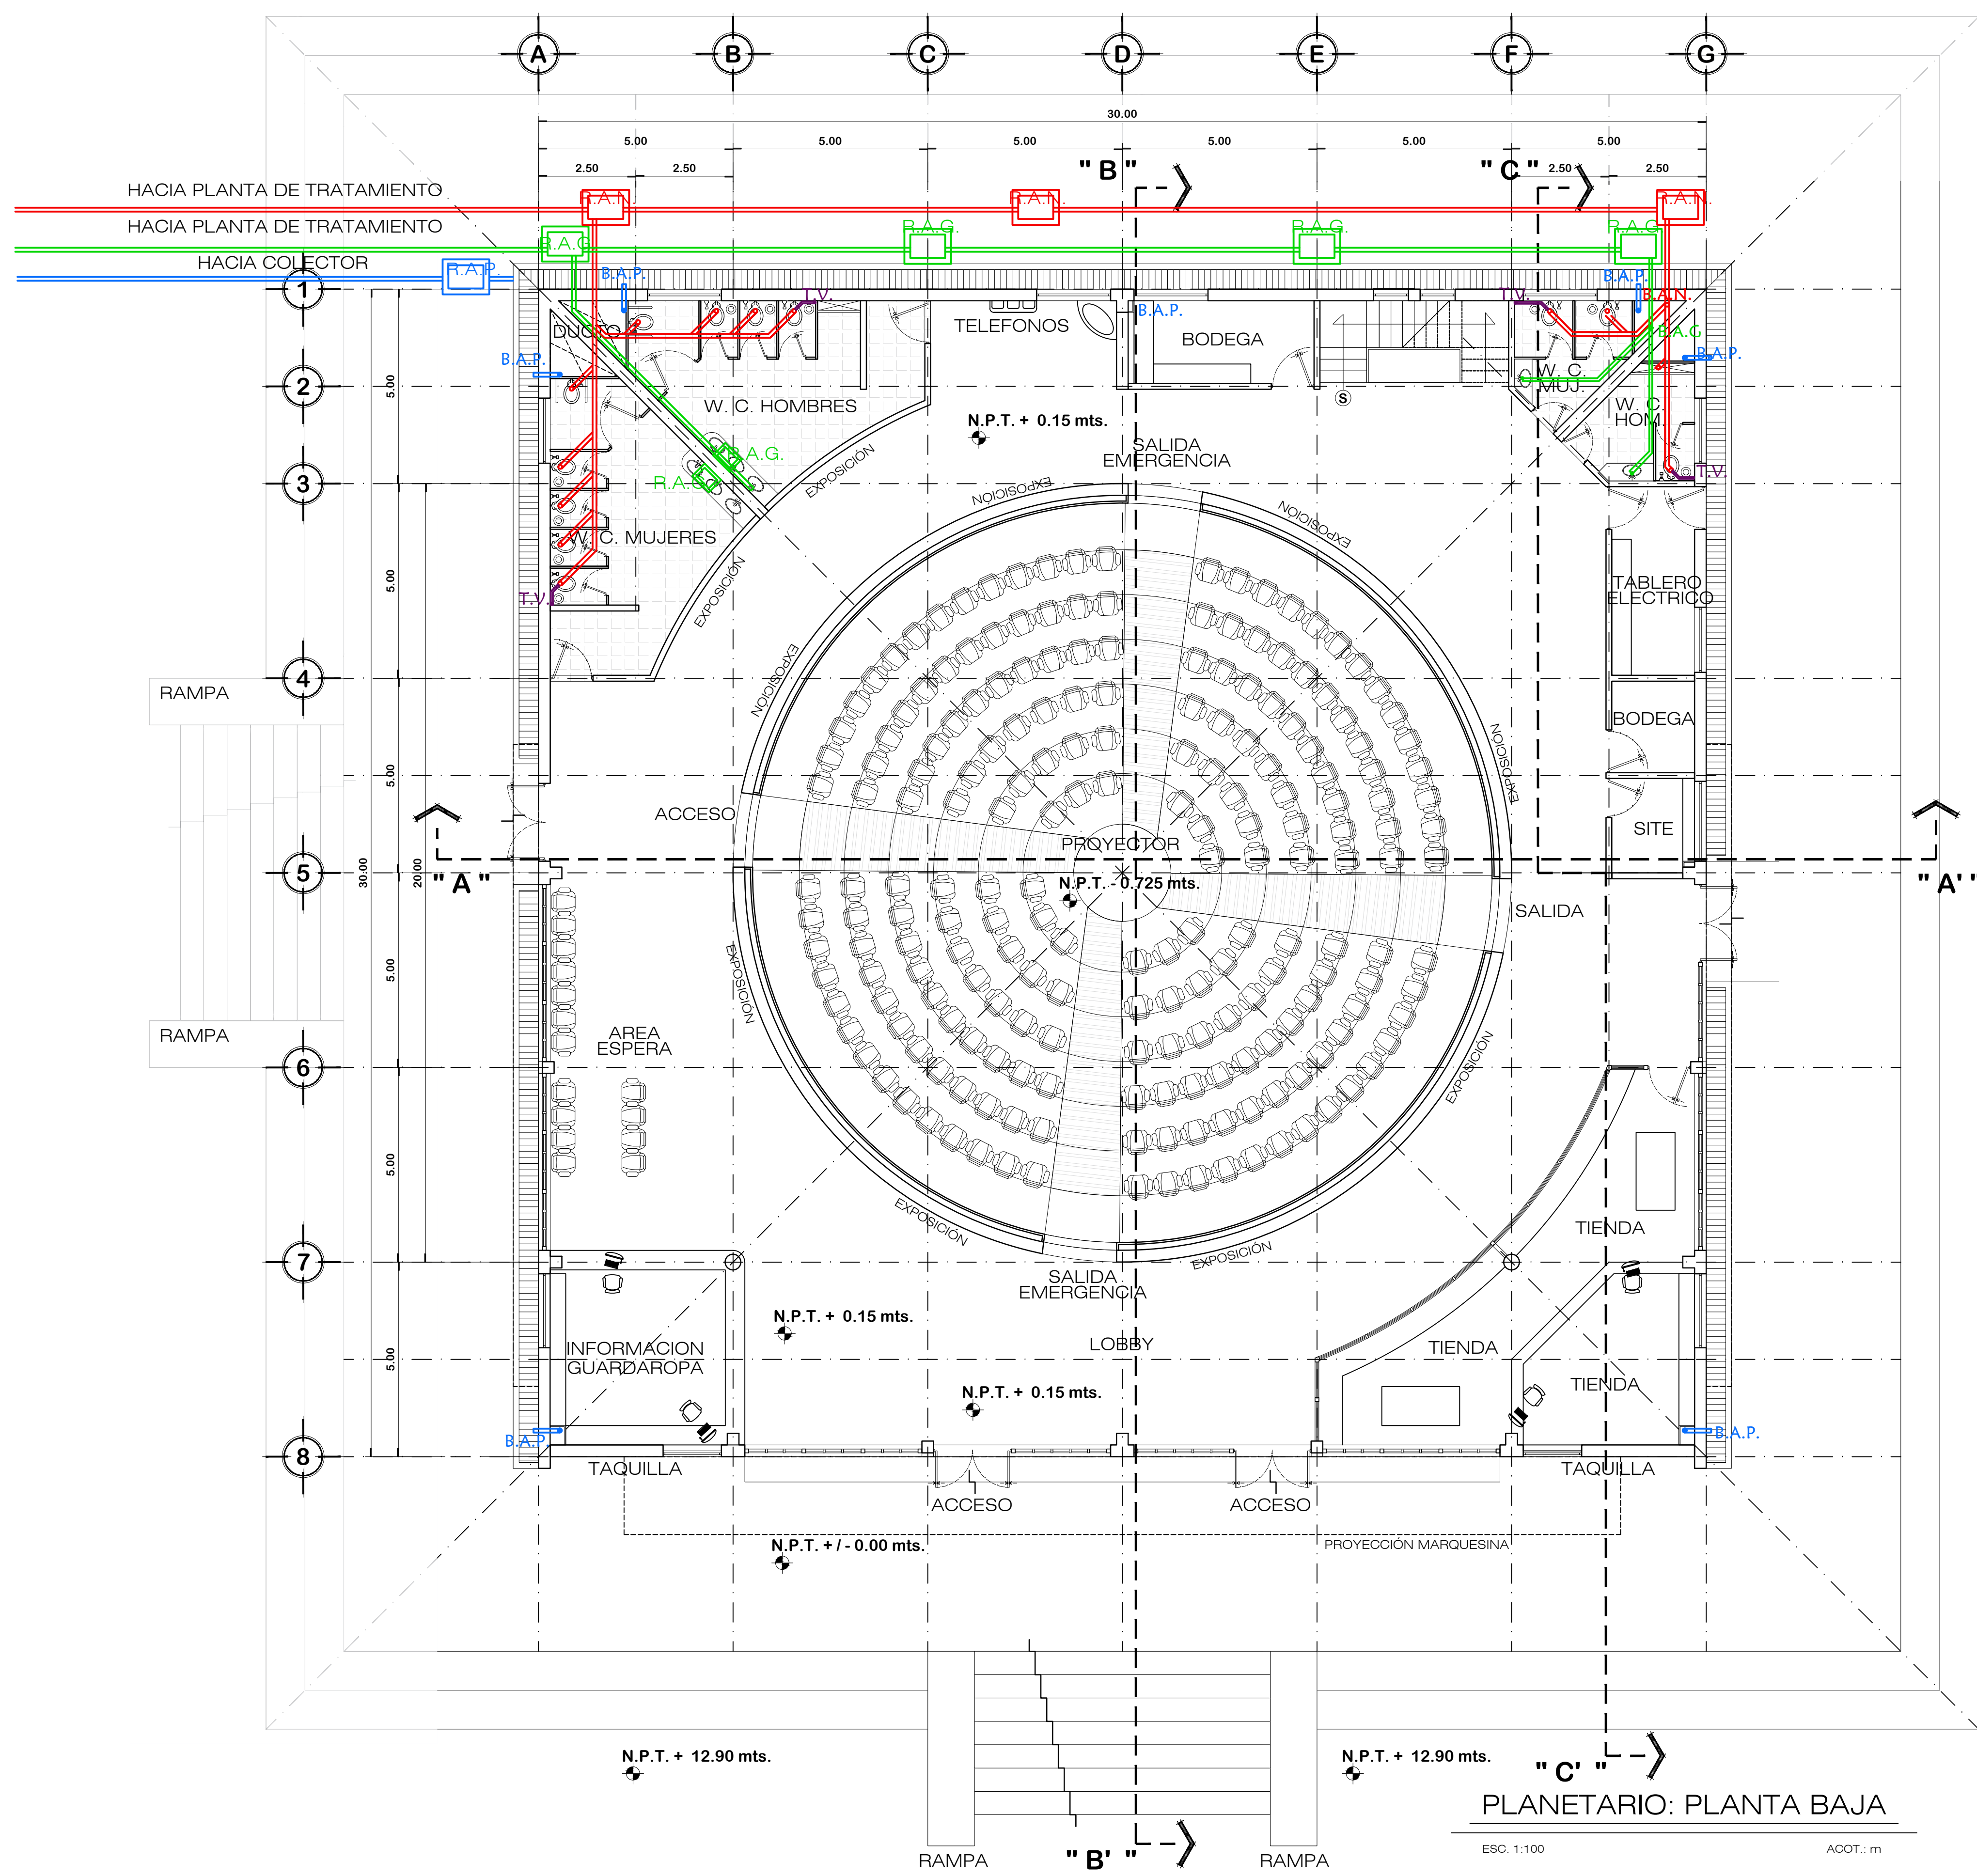 A B C D E F G
30.00
5.00 5.00 5.00 5.00 5.00 5.00
2.50 2.50 2.50 2.50
" B " " C "
HACIA PLANTA DE TRATAMIENTO
R.A.N. R.A.N. R.A.N.
HACIA PLANTA DE TRATAMIENTO
R.A.G. R.A.G. R.A.G. R.A.G.
HACIA COLECTOR
R.A.P.
1
B.A.P. T.V. B.A.P. T.V. B.A.P. B.A.N.
DUCTO TELEFONOS BODEGA B.A.G
B.A.P. B.A.P.
2
5.00
W. C. HOMBRES
W. C.
MUJ.
W. C.
HOM.
S
N.P.T. + 0.15 mts.
SALIDA
EMERGENCIA
R.A.G.
R.A.G.
EXPOSICIÓN
T.V.
3
EXPOSICION
EXPOSICION
W. C. MUJERES
T.V.
EXPOSICIÓN
5.00
TABLERO
ELECTRICO
4
RAMPA
EXPOSICION
BODEGA
EXPOSICIÓN
5.00
ACCESO
PROYECTOR
SITE
5
30.00
20.00
" A " " A' "
N.P.T. - 0.725 mts.
SALIDA
5.00
EXPOSICIÓN
RAMPA
AREA
ESPERA
6
EXPOSICIÓN
5.00
EXPOSICIÓN
EXPOSICIÓN
TIENDA
7
SALIDA
EMERGENCIA
N.P.T. + 0.15 mts.
LOBBY
5.00
INFORMACION
GUARDAROPA
TIENDA
TIENDA
N.P.T. + 0.15 mts.
B.A.P B.A.P.
8
TAQUILLA TAQUILLA
ACCESO ACCESO
N.P.T. + / - 0.00 mts.
PROYECCIÓN MARQUESINA
N.P.T. + 12.90 mts. N.P.T. + 12.90 mts.
" C' "
PLANETARIO: PLANTA BAJA
ESC. 1:100 ACOT.: m
RAMPA " B' " RAMPA